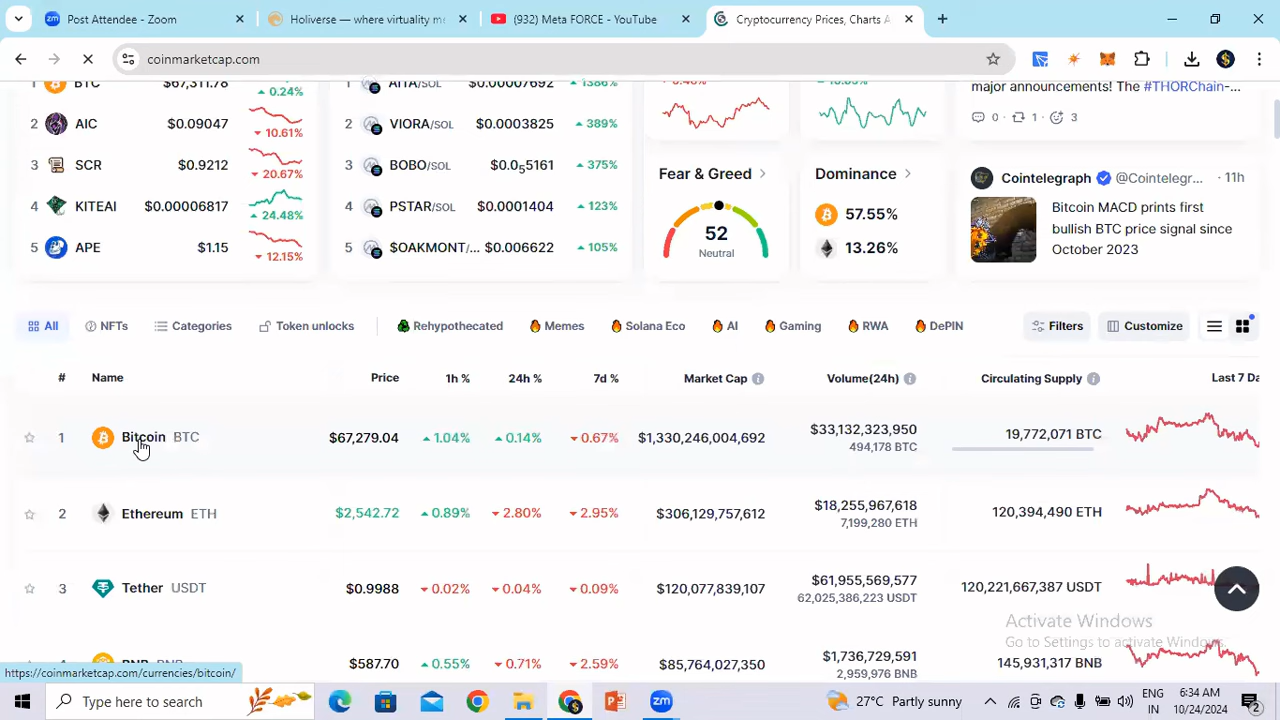 Post Attendee - Zoom
Holiverse — where virtuality m
(932) Meta FORCE - YouTube
Cryptocurrency Prices, Charts A
coinmarketcap.com
1 BTC $67,311.78 0.24%
2 AIC $0.09047 10.61%
3 SCR $0.9212 20.67%
4 KITEAI $0.00006817 24.48%
5 APE $1.15 12.15%
1 AITA/SOL $0.00007692 1386%
2 VIORA/SOL $0.0003825 389%
3 BOBO/SOL $0.0₅5161 375%
4 PSTAR/SOL $0.0001404 123%
5 $OAKMONT/... $0.006622 105%
Fear & Greed
52
Neutral
Dominance
57.55%
13.26%
major announcements! The #THORChain-...
0 1 3
Cointelegraph @Cointelegr... · 11h
Bitcoin MACD prints first
bullish BTC price signal since
October 2023
All NFTs Categories Token unlocks Rehypothecated Memes Solana Eco AI Gaming RWA DePIN Filters Customize
# Name Price 1h % 24h % 7d % Market Cap Volume(24h) Circulating Supply Last 7 Da
1 Bitcoin BTC $67,279.04 1.04% 0.14% 0.67% $1,330,246,004,692 $33,132,323,950 19,772,071 BTC
494,178 BTC
2 Ethereum ETH $2,542.72 0.89% 2.80% 2.95% $306,129,757,612 $18,255,967,618 120,394,490 ETH
7,199,280 ETH
3 Tether USDT $0.9988 0.02% 0.04% 0.09% $120,077,839,107 $61,955,569,577 120,221,667,387 USDT
62,025,386,223 USDT
Activate Windows
Go to Settings to activate Windows.
4 BNB BNB $587.70 0.55% 0.71% 2.59% $85,764,027,350 $1,736,729,591 145,931,317 BNB
2,959,976 BNB
https://coinmarketcap.com/currencies/bitcoin/
Type here to search
27°C Partly sunny
ENG
IN
6:34 AM
10/24/2024
2